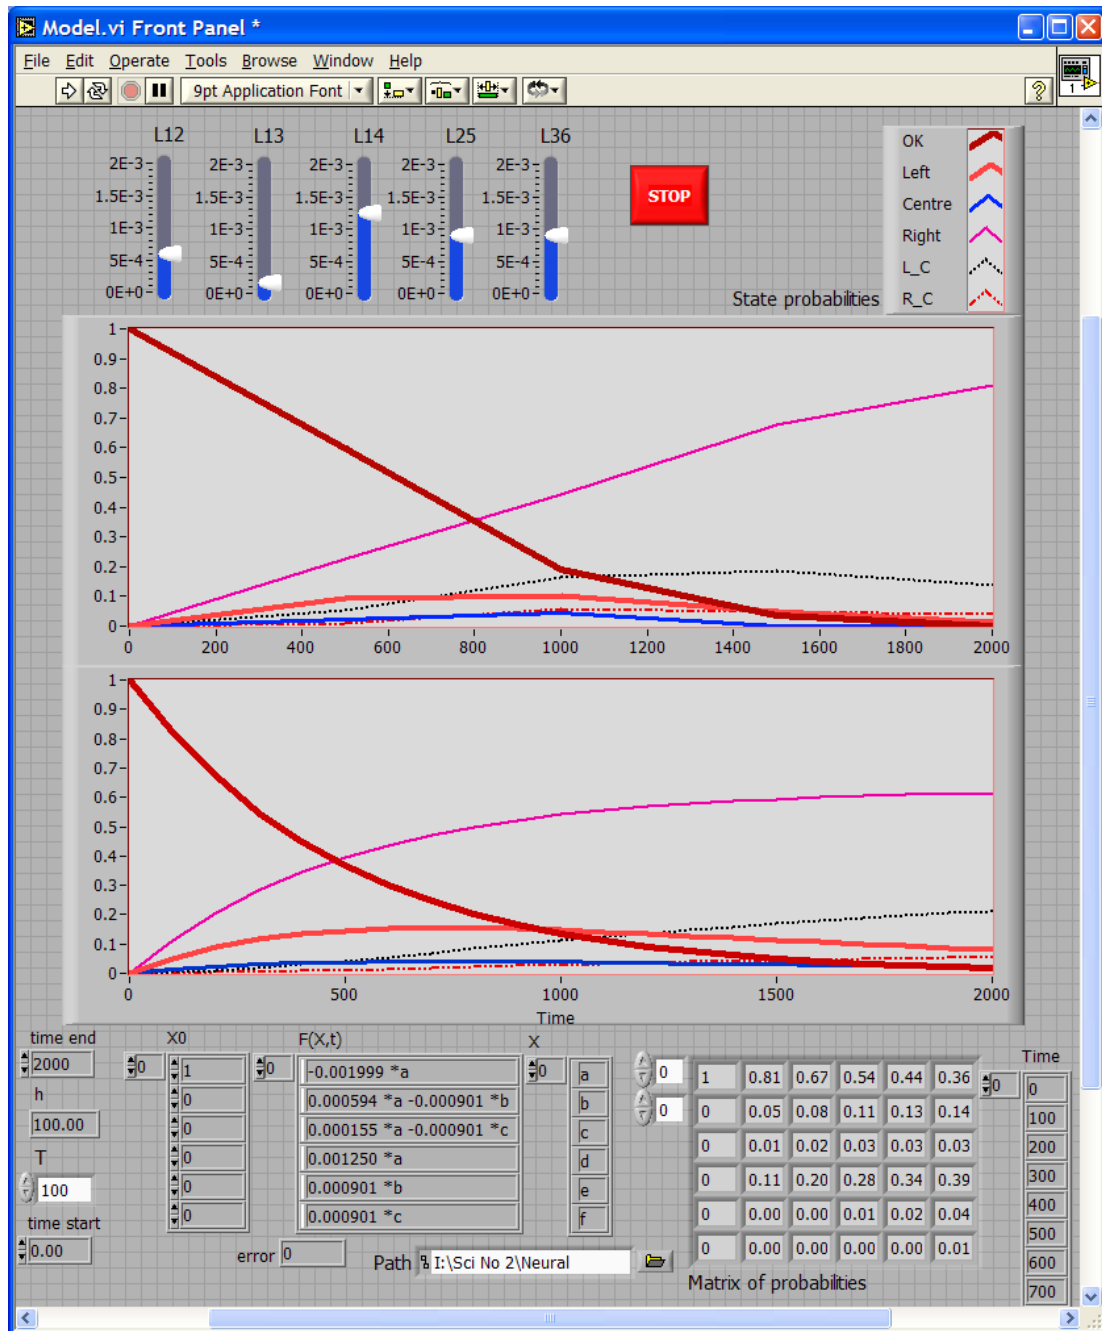 Model.vi Front Panel *
File Edit Operate Tools Browse Window Help
9pt Application Font
1
L12 L13 L14 L25 L36
2E-3 2E-3 2E-3 2E-3 2E-3
1.5E-3 1.5E-3 1.5E-3 1.5E-3 1.5E-3
1E-3 1E-3 1E-3 1E-3 1E-3
5E-4 5E-4 5E-4 5E-4 5E-4
0E+0 0E+0 0E+0 0E+0 0E+0
STOP
OK
Left
Centre
Right
L_C
R_C
State probabilities
1
0.9
0.8
0.7
0.6
0.5
0.4
0.3
0.2
0.1
0
0 200 400 600 800 1000 1200 1400 1600 1800 2000
1
0.9
0.8
0.7
0.6
0.5
0.4
0.3
0.2
0.1
0
0 500 1000 1500 2000
Time
time end
2000
h
100.00
T
100
time start
0.00
X0
0
1
0
0
0
0
0
F(X,t)
0
-0.001999 *a
0.000594 *a -0.000901 *b
0.000155 *a -0.000901 *c
0.001250 *a
0.000901 *b
0.000901 *c
X
0
a
b
c
d
e
f
error 0
Path I:\Sci No 2\Neural
0
0
1 0.81 0.67 0.54 0.44 0.36
0 0.05 0.08 0.11 0.13 0.14
0 0.01 0.02 0.03 0.03 0.03
0 0.11 0.20 0.28 0.34 0.39
0 0.00 0.00 0.01 0.02 0.04
0 0.00 0.00 0.00 0.00 0.01
Matrix of probabilities
Time
0
0
100
200
300
400
500
600
700